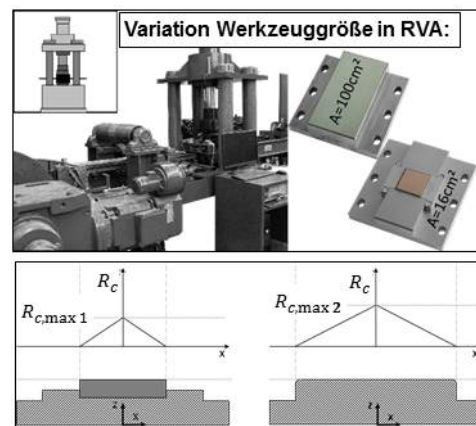 Variation Werkzeuggröße in RVA:
A=100cm²
A=16cm²
R_c
R_c,max 1
x
z
x
R_c
R_c,max 2
x
z
x